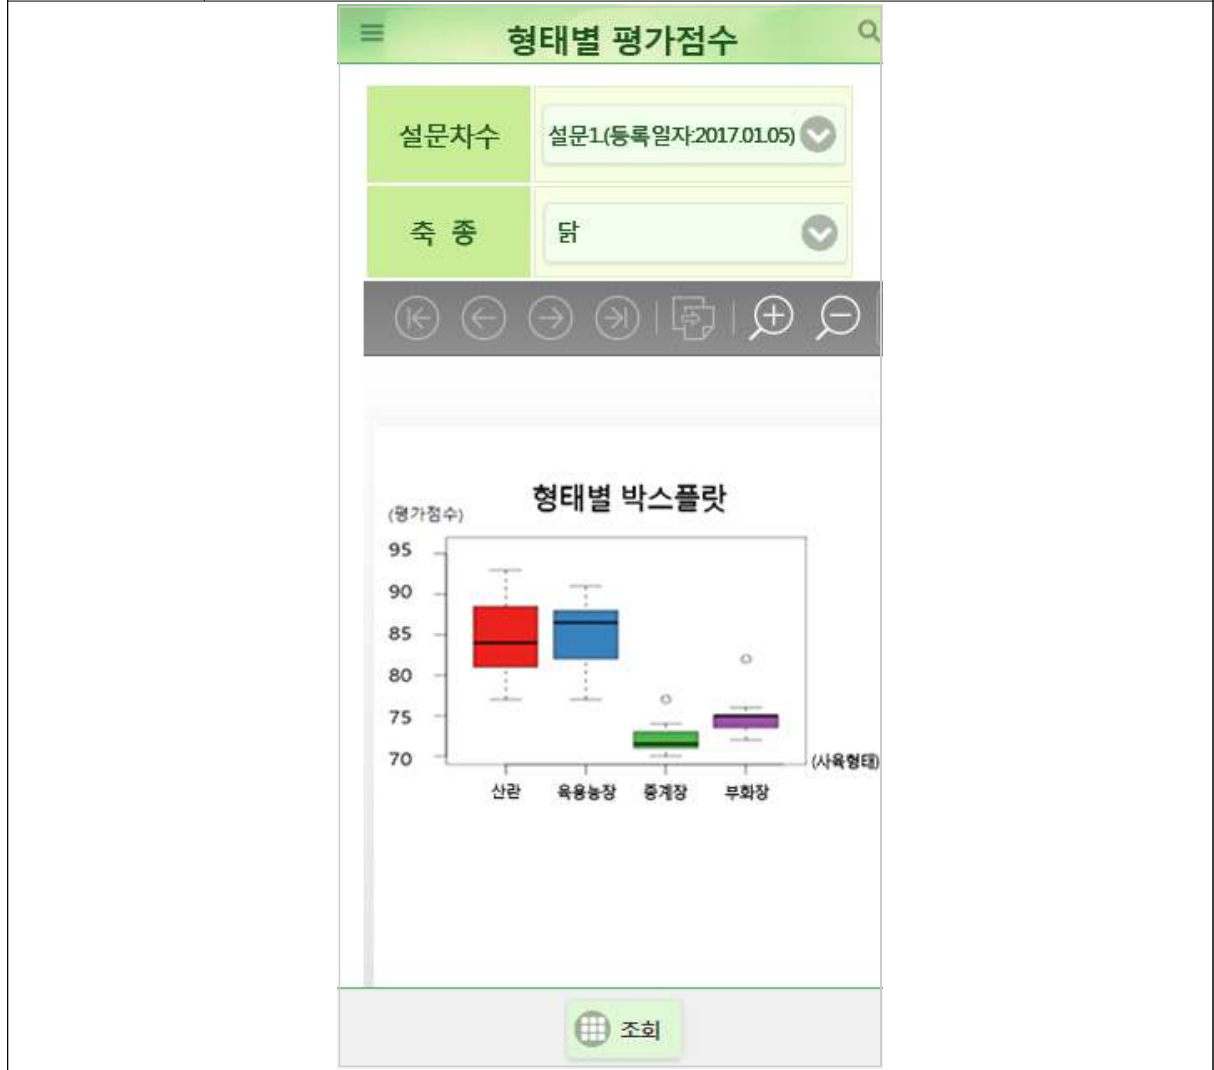 형태별 평가점수
설문차수
설문1.(등록일자:2017.01.05)
축 종
닭
형태별 박스플랏
(평가점수)
95
90
85
80
75
70
(사육형태)
산란
육용농장
종계장
부화장
조회